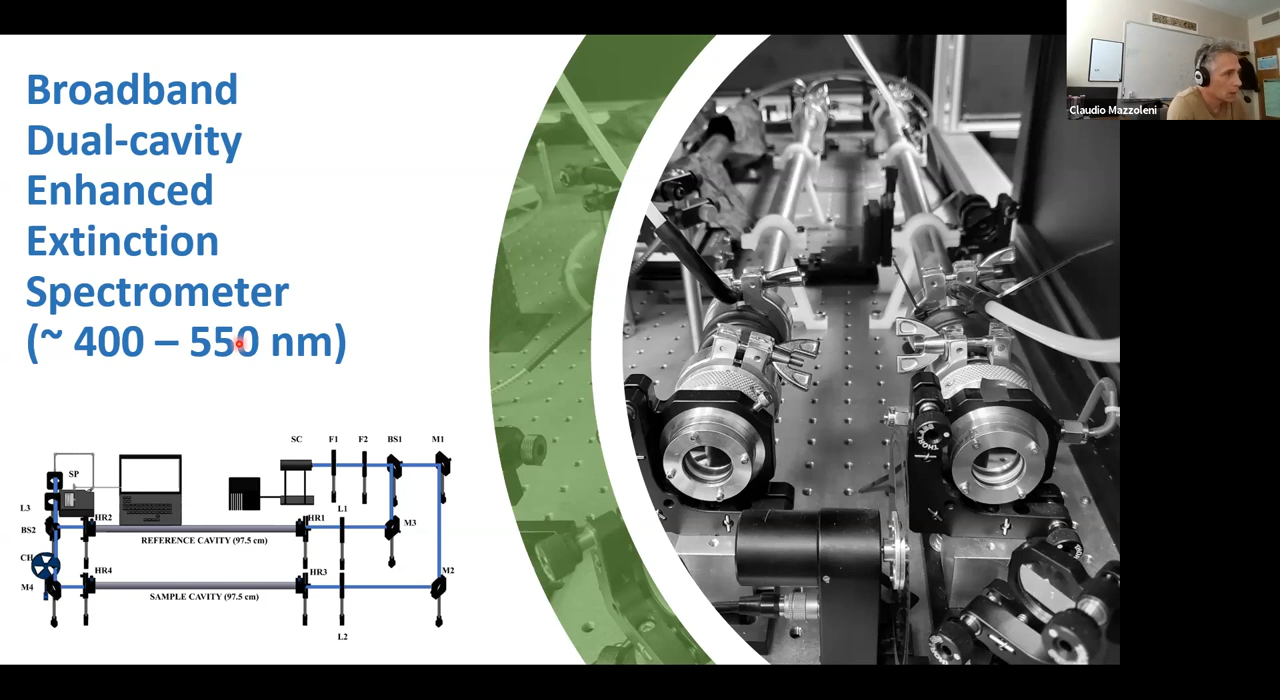 Broadband
Dual-cavity
Enhanced
Extinction
Spectrometer
(~ 400 – 550 nm)
Claudio Mazzoleni
SC
F1
F2
BS1
M1
SP
L3
HR2
HR1
L1
M3
BS2
REFERENCE CAVITY (97.5 cm)
CH
HR4
HR3
M2
M4
SAMPLE CAVITY (97.5 cm)
L2
THOR